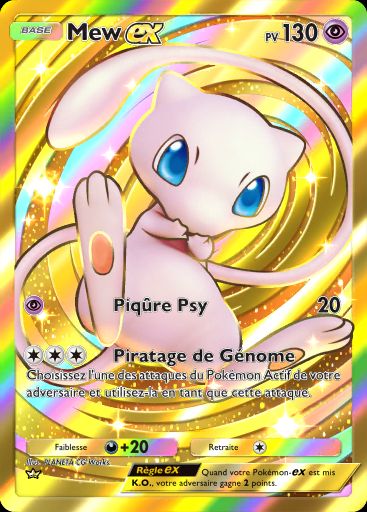 BASE Mew ex PV 130
Piqûre Psy 20
Piratage de Génome
Choisissez l'une des attaques du Pokémon Actif de votre
adversaire et utilisez-la en tant que cette attaque.
Faiblesse +20 Retraite
Illus. PLANETA CG Works
Règle ex Quand votre Pokémon-ex est mis
K.O., votre adversaire gagne 2 points.